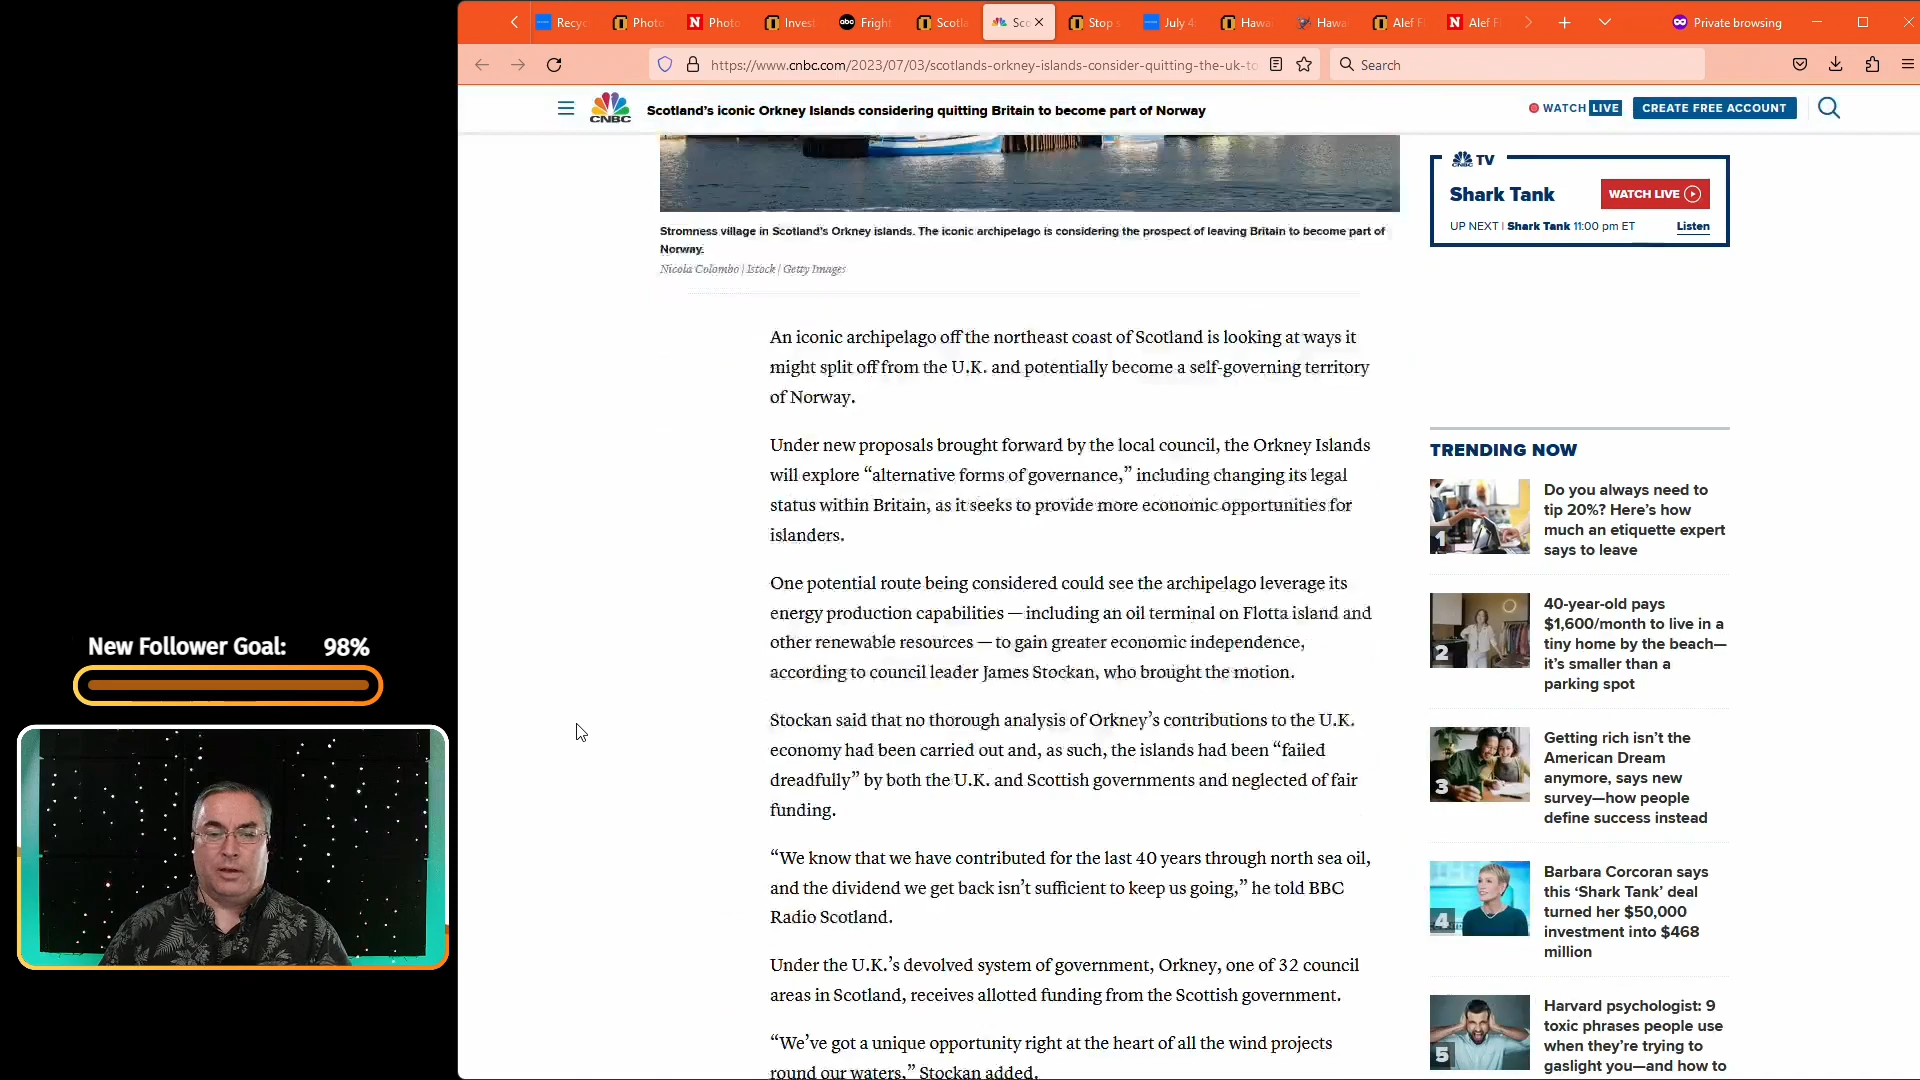 Recyc
Photo
Photo
Invest
abc
Fright
Scotla
Sco
Stop s
July 4
Hawa
Hawa
Alef F
Alef F
Private browsing
https://www.cnbc.com/2023/07/03/scotlands-orkney-islands-consider-quitting-the-uk-to
Search
CNBC
Scotland’s iconic Orkney Islands considering quitting Britain to become part of Norway
WATCH LIVE
CREATE FREE ACCOUNT
Stromness village in Scotland’s Orkney islands. The iconic archipelago is considering the prospect of leaving Britain to become part of
Norway.
Nicola Colombo | Istock | Getty Images
An iconic archipelago off the northeast coast of Scotland is looking at ways it
might split off from the U.K. and potentially become a self-governing territory
of Norway.
Under new proposals brought forward by the local council, the Orkney Islands
will explore “alternative forms of governance,” including changing its legal
status within Britain, as it seeks to provide more economic opportunities for
islanders.
One potential route being considered could see the archipelago leverage its
energy production capabilities — including an oil terminal on Flotta island and
other renewable resources — to gain greater economic independence,
according to council leader James Stockan, who brought the motion.
Stockan said that no thorough analysis of Orkney’s contributions to the U.K.
economy had been carried out and, as such, the islands had been “failed
dreadfully” by both the U.K. and Scottish governments and neglected of fair
funding.
“We know that we have contributed for the last 40 years through north sea oil,
and the dividend we get back isn’t sufficient to keep us going,” he told BBC
Radio Scotland.
Under the U.K.’s devolved system of government, Orkney, one of 32 council
areas in Scotland, receives allotted funding from the Scottish government.
“We’ve got a unique opportunity right at the heart of all the wind projects
round our waters,” Stockan added.
TV
Shark Tank
WATCH LIVE
UP NEXT | Shark Tank 11:00 pm ET
Listen
TRENDING NOW
1
Do you always need to
tip 20%? Here’s how
much an etiquette expert
says to leave
2
40-year-old pays
$1,600/month to live in a
tiny home by the beach—
it’s smaller than a
parking spot
3
Getting rich isn’t the
American Dream
anymore, says new
survey—how people
define success instead
4
Barbara Corcoran says
this ‘Shark Tank’ deal
turned her $50,000
investment into $468
million
5
Harvard psychologist: 9
toxic phrases people use
when they’re trying to
gaslight you—and how to
New Follower Goal: 98%